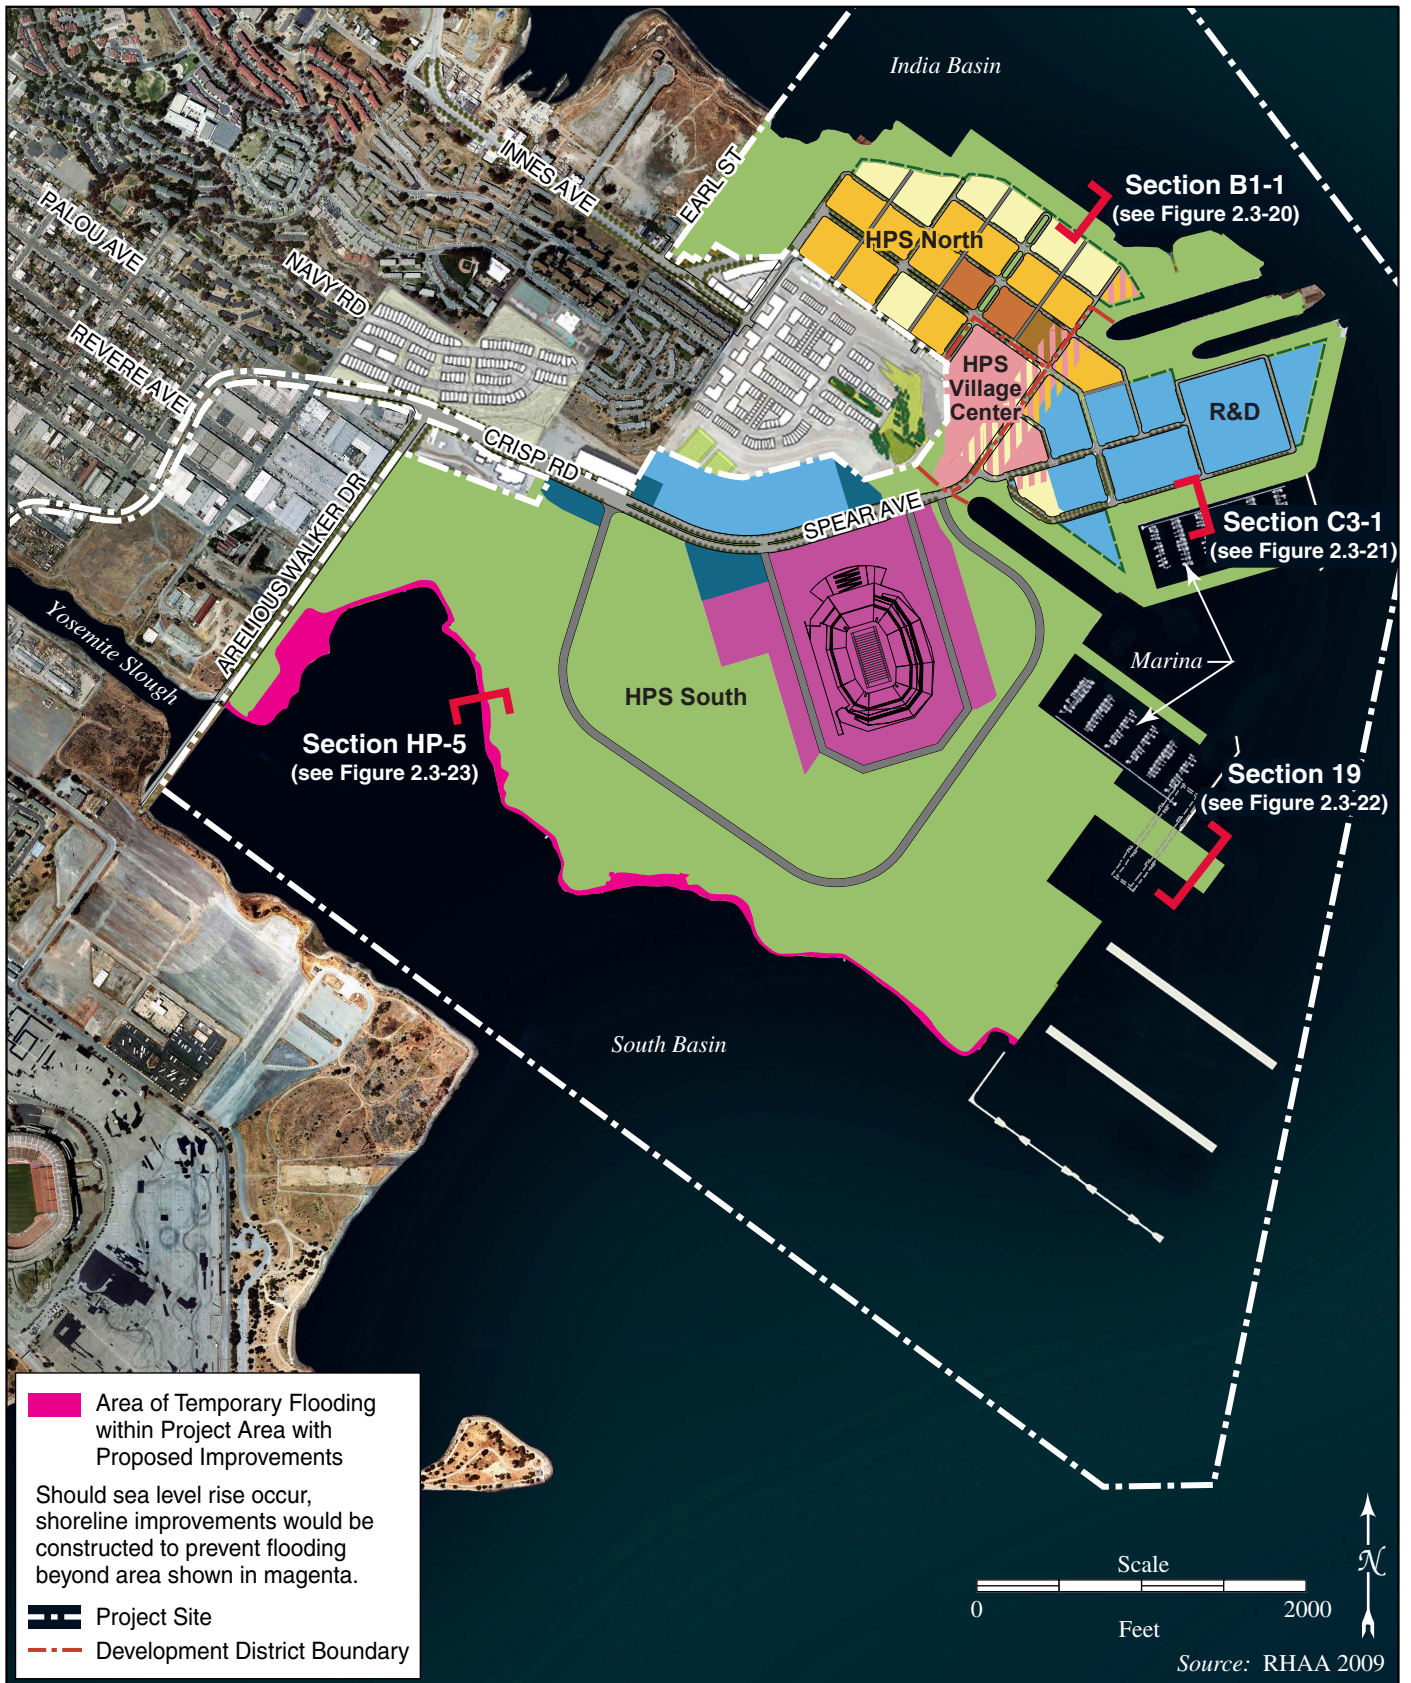 India Basin
INNES AVE
EARL ST
Section B1-1
(see Figure 2.3-20)
PALOU AVE
HPS North
NAVY RD
REVERE AVE
HPS
Village
Center
R&D
CRISP RD
SPEAR AVE
Section C3-1
(see Figure 2.3-21)
ARELIOUS WALKER DR
Yosemite Slough
Marina
HPS South
Section HP-5
(see Figure 2.3-23)
Section 19
(see Figure 2.3-22)
South Basin
Area of Temporary Flooding
within Project Area with
Proposed Improvements
Should sea level rise occur,
shoreline improvements would be
constructed to prevent flooding
beyond area shown in magenta.
Project Site
Development District Boundary
Scale
0 2000
Feet
N
Source: RHAA 2009